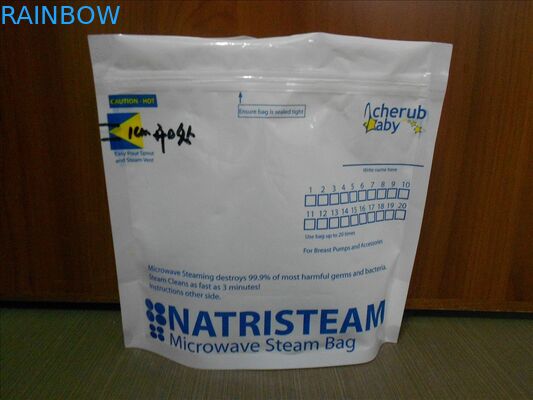 RAINBOW
CAUTION - HOT
Ensure bag is sealed tight
cherub
Baby
1cm
Easy Pour Spout
and Steam Vent
Write name here
1 2 3 4 5 6 7 8 9 10
11 12 13 14 15 16 17 18 19 20
Use bag up to 20 times
For Breast Pumps and Accessories
Microwave Steaming destroys 99.9% of most harmful germs and bacteria.
Steam Cleans as fast as 3 minutes!
Instructions other side.
NATRISTEAM
Microwave Steam Bag